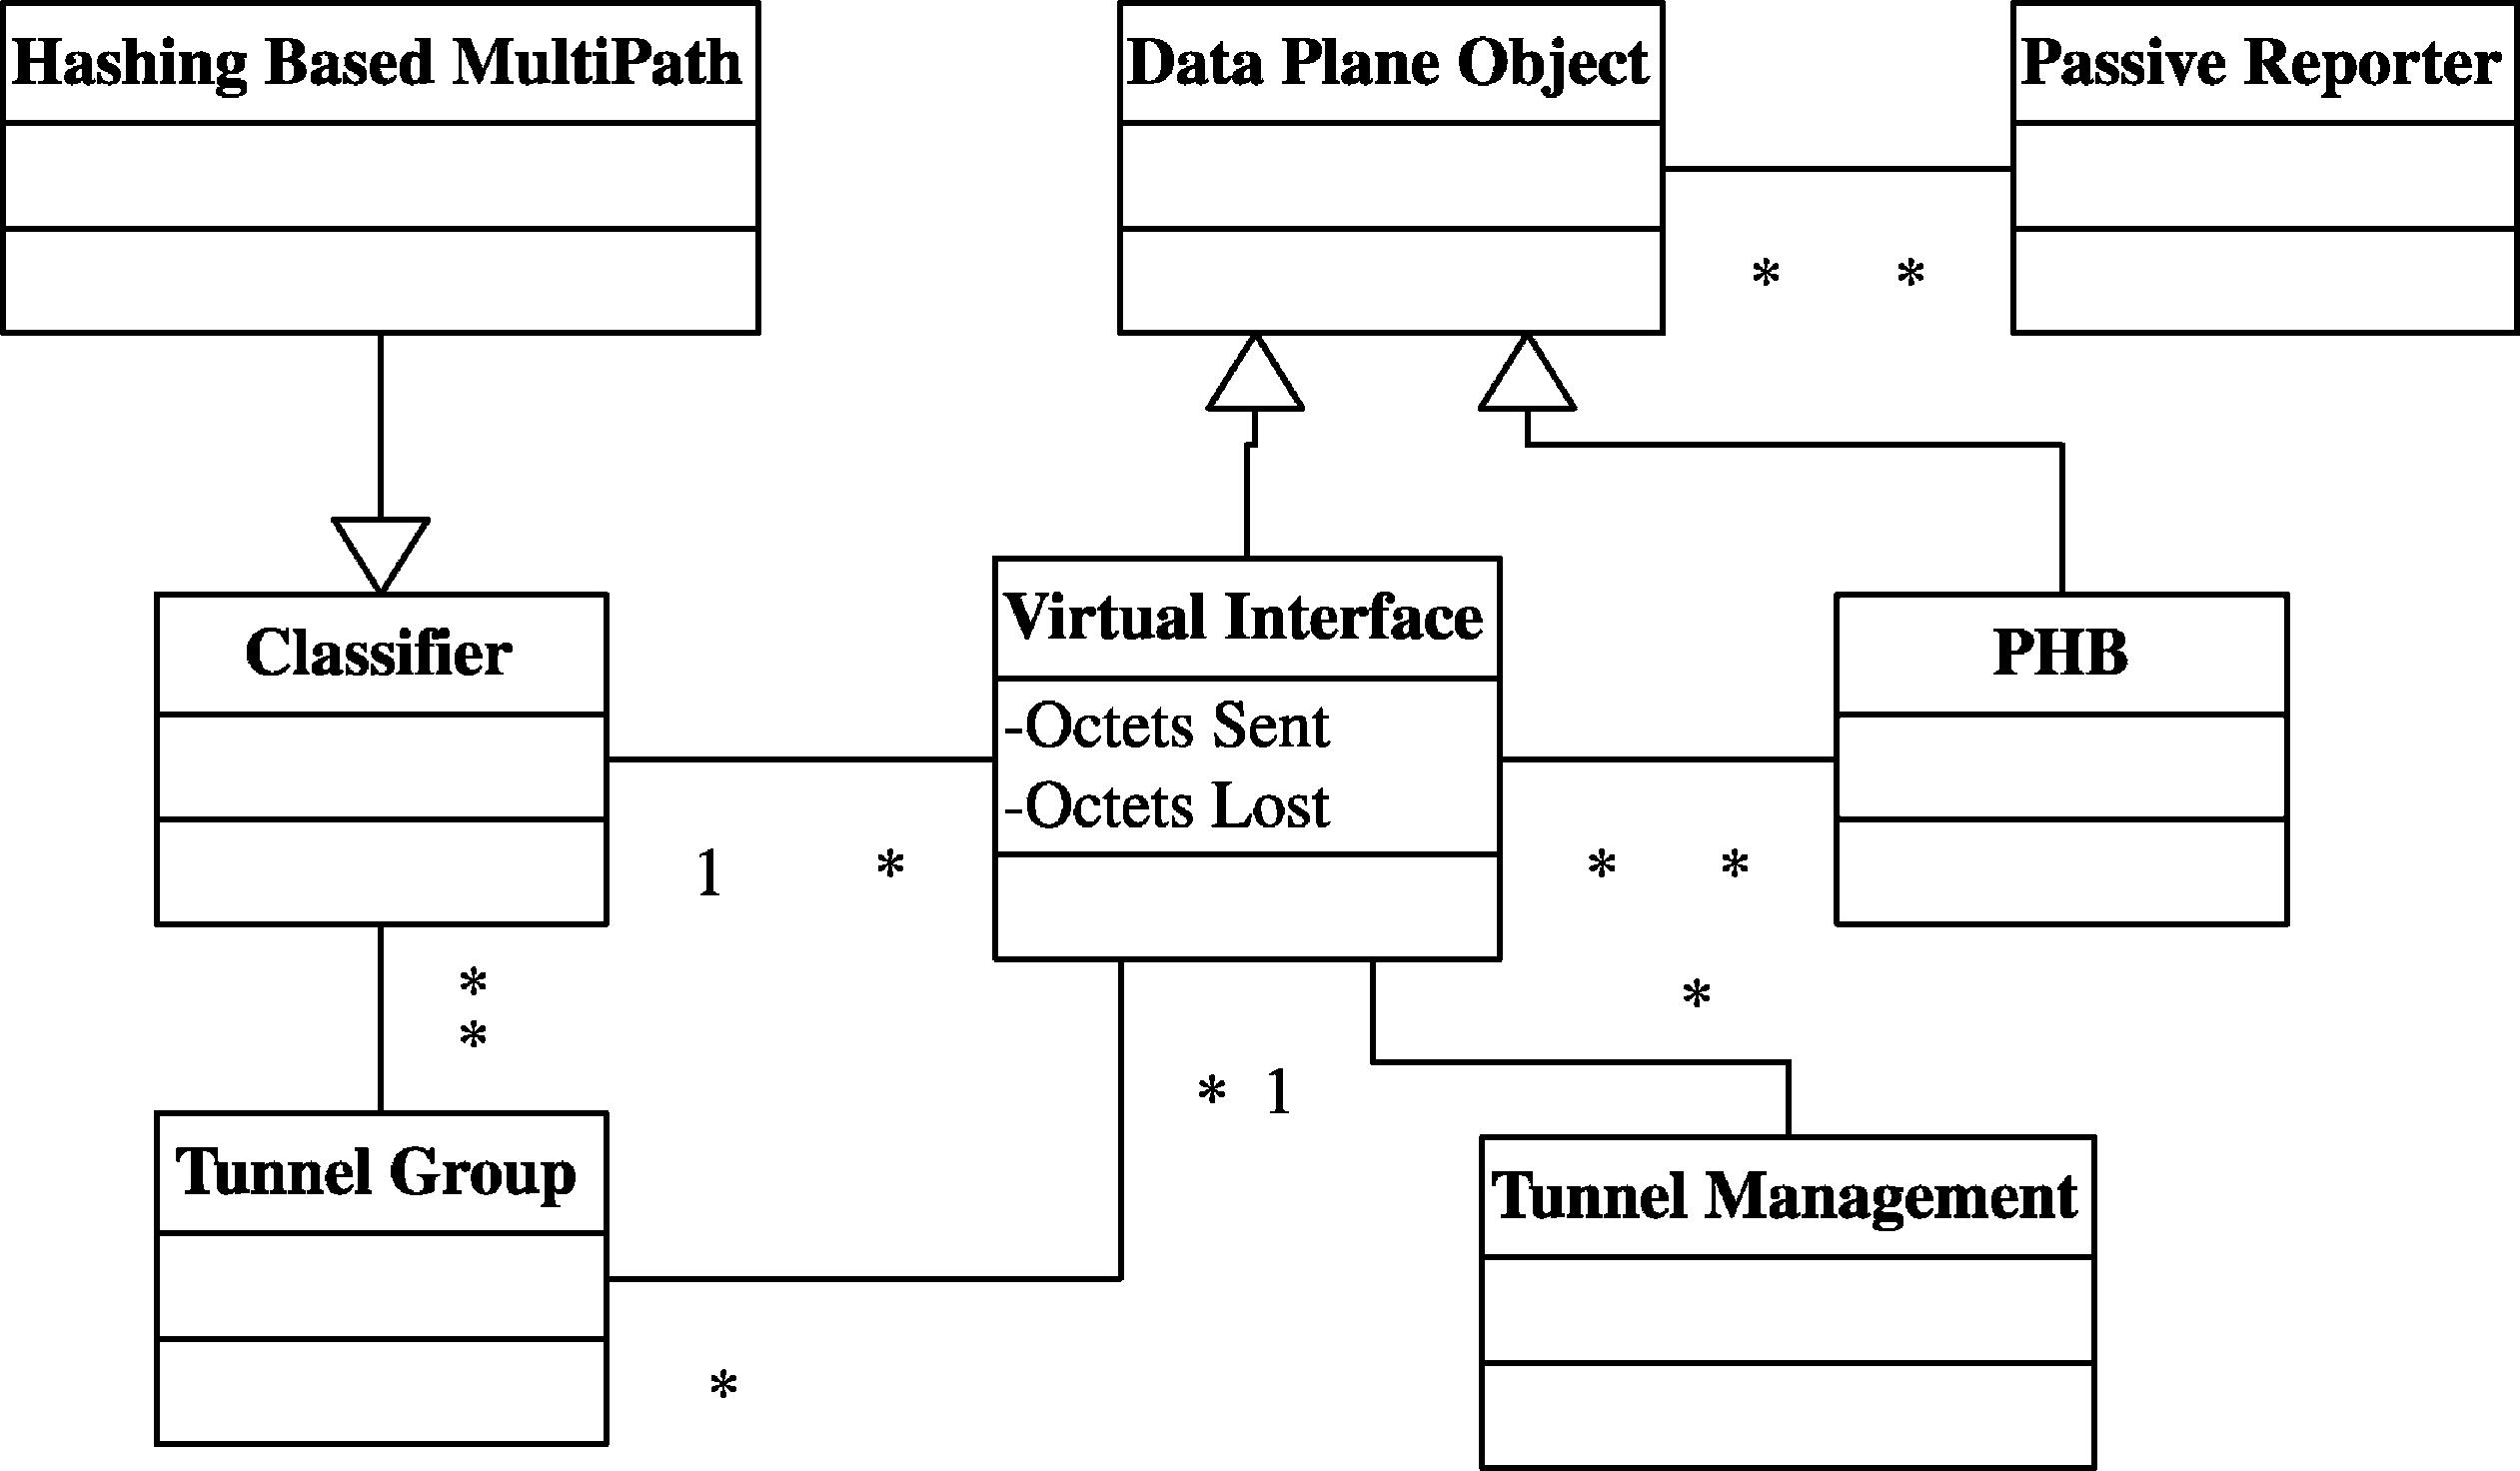 Hashing Based MultiPath
Data Plane Object
Passive Reporter
* *
Classifier
Virtual Interface
-Octets Sent
-Octets Lost
PHB
1 *
* *
*
*
*
* 1
Tunnel Group
Tunnel Management
*